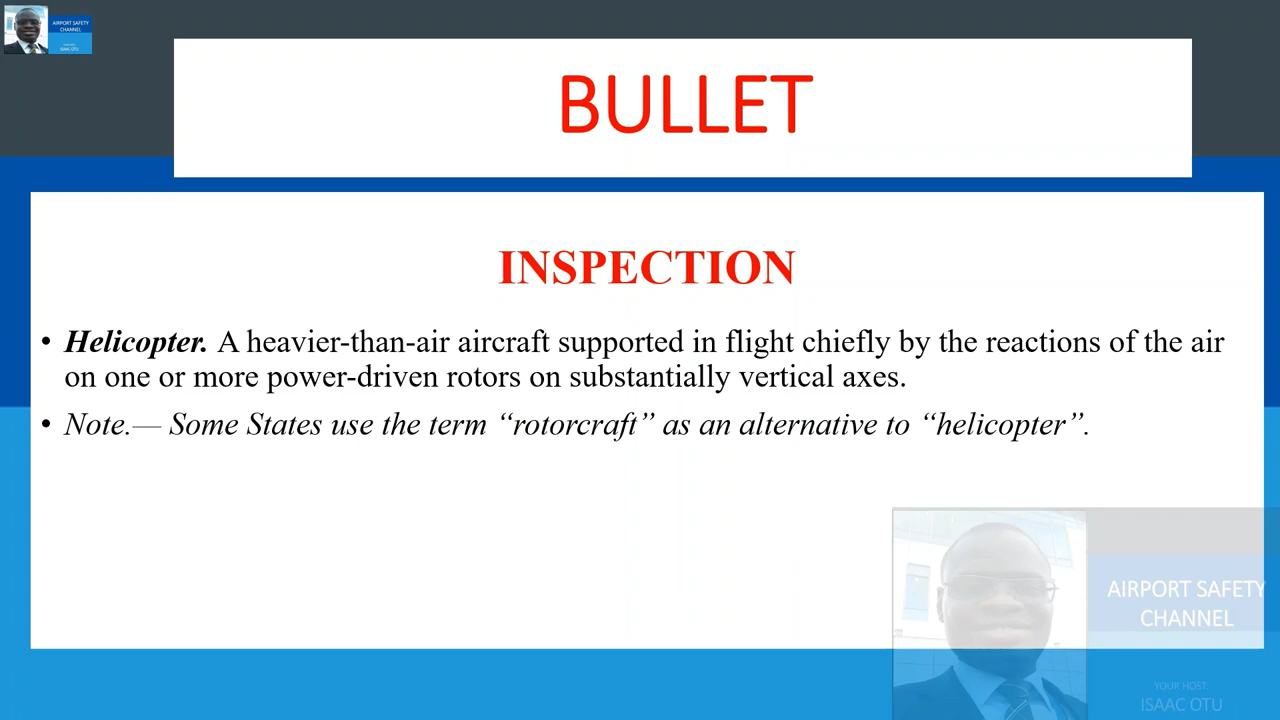 AIRPORT SAFETY
CHANNEL
ISAAC OTU
BULLET
INSPECTION
• Helicopter. A heavier-than-air aircraft supported in flight chiefly by the reactions of the air
on one or more power-driven rotors on substantially vertical axes.
• Note.— Some States use the term “rotorcraft” as an alternative to “helicopter”.
AIRPORT SAFETY
CHANNEL
YOUR HOST:
ISAAC OTU